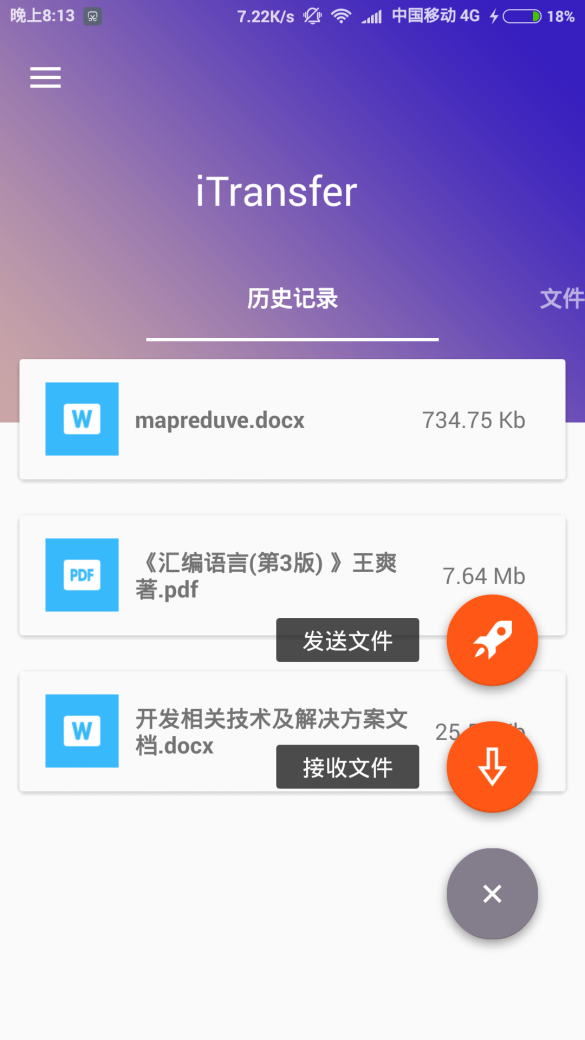 晚上8:13
7.22K/s
中国移动 4G
18%
iTransfer
历史记录
文件
W
mapreduve.docx
734.75 Kb
PDF
《汇编语言(第3版) 》王爽
著.pdf
7.64 Mb
发送文件
W
开发相关技术及解决方案文
档.docx
接收文件